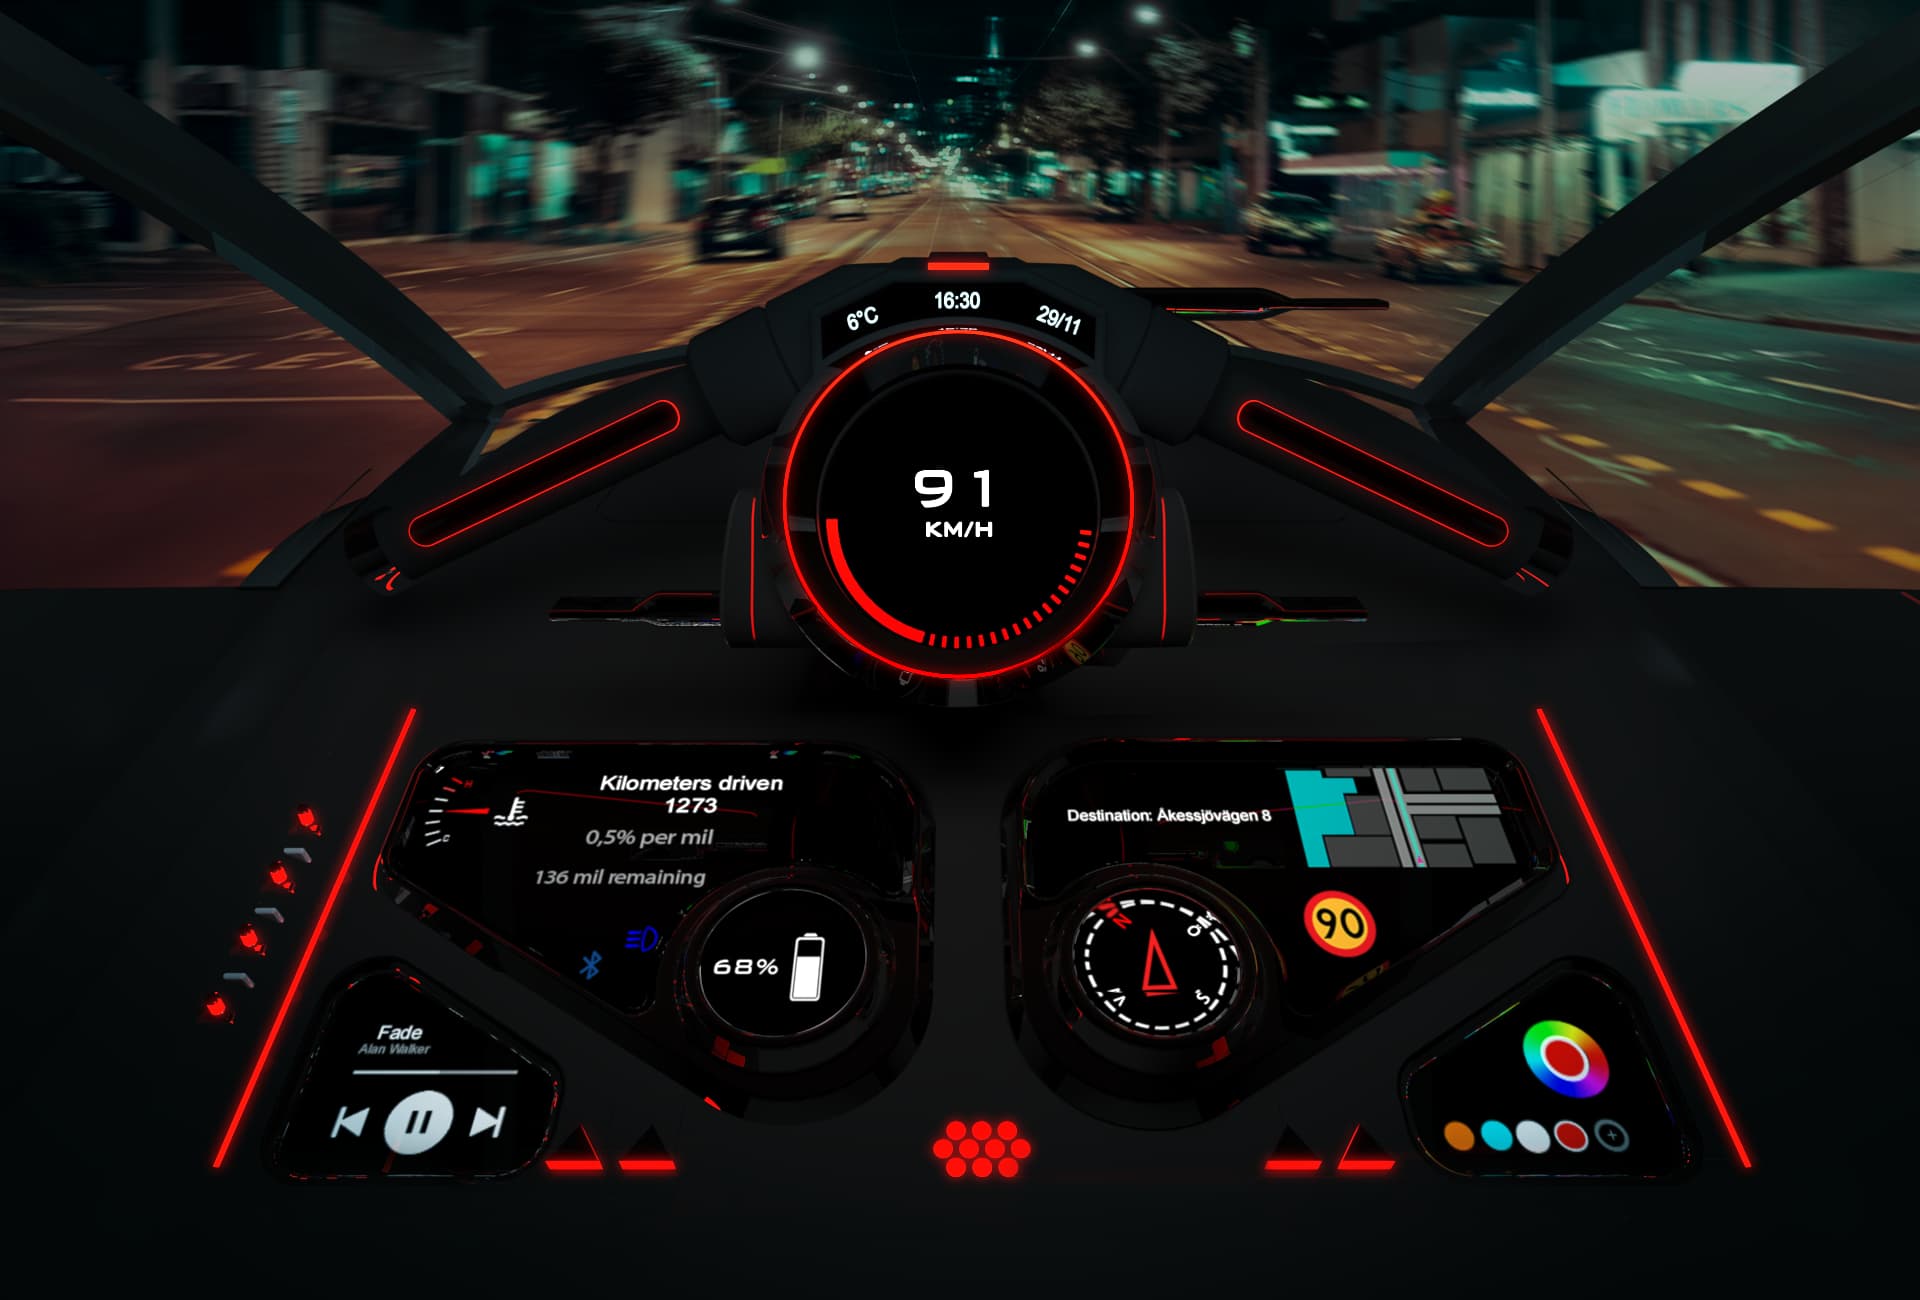 6°C
16:30
29/11
91
KM/H
H
C
Kilometers driven
1273
0,5% per mil
136 mil remaining
68%
Destination: Åkessjövägen 8
90
N
Ö
S
V
Fade
Alan Walker